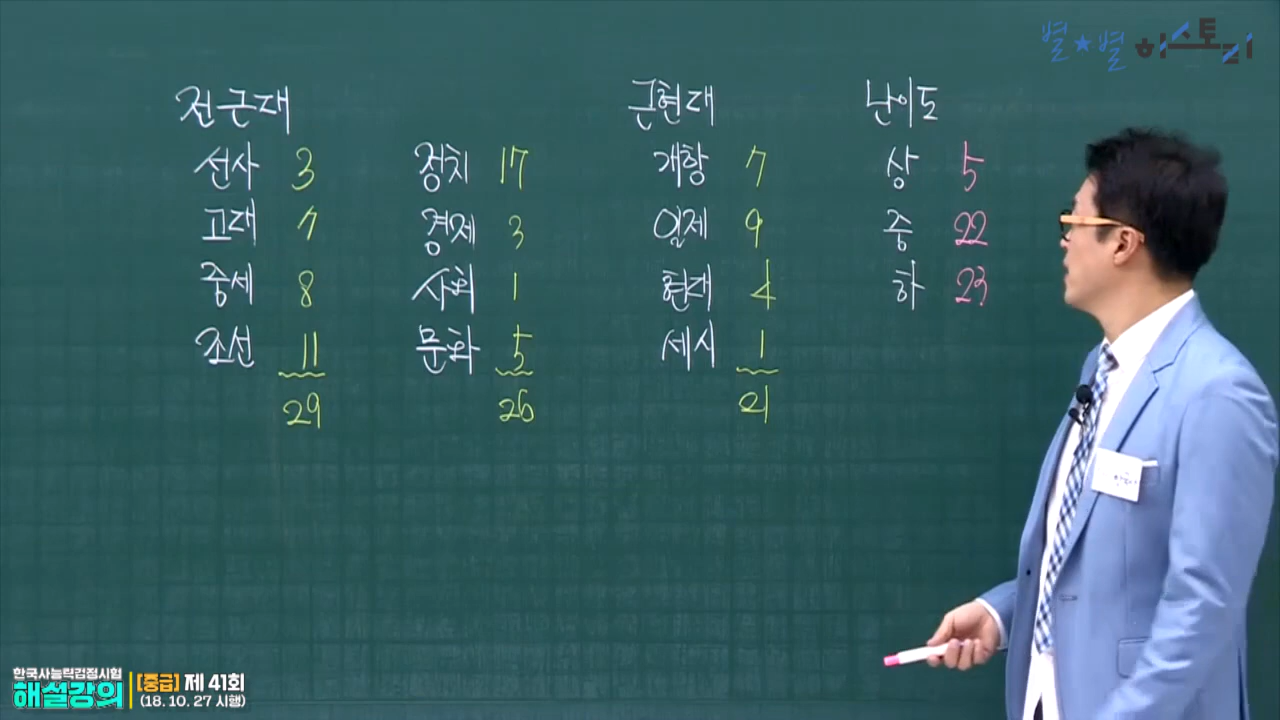 별★별 히스토리
전근대
선사 3
고대 7
중세 8
조선 11
29
정치 17
경제 3
사회 1
문화 5
26
근현대
개항 7
일제 9
현대 4
세시 1
21
난이도
상 5
중 22
하 23
한국사능력검정시험
해설강의
[중급] 제 41회
(18. 10. 27 시행)